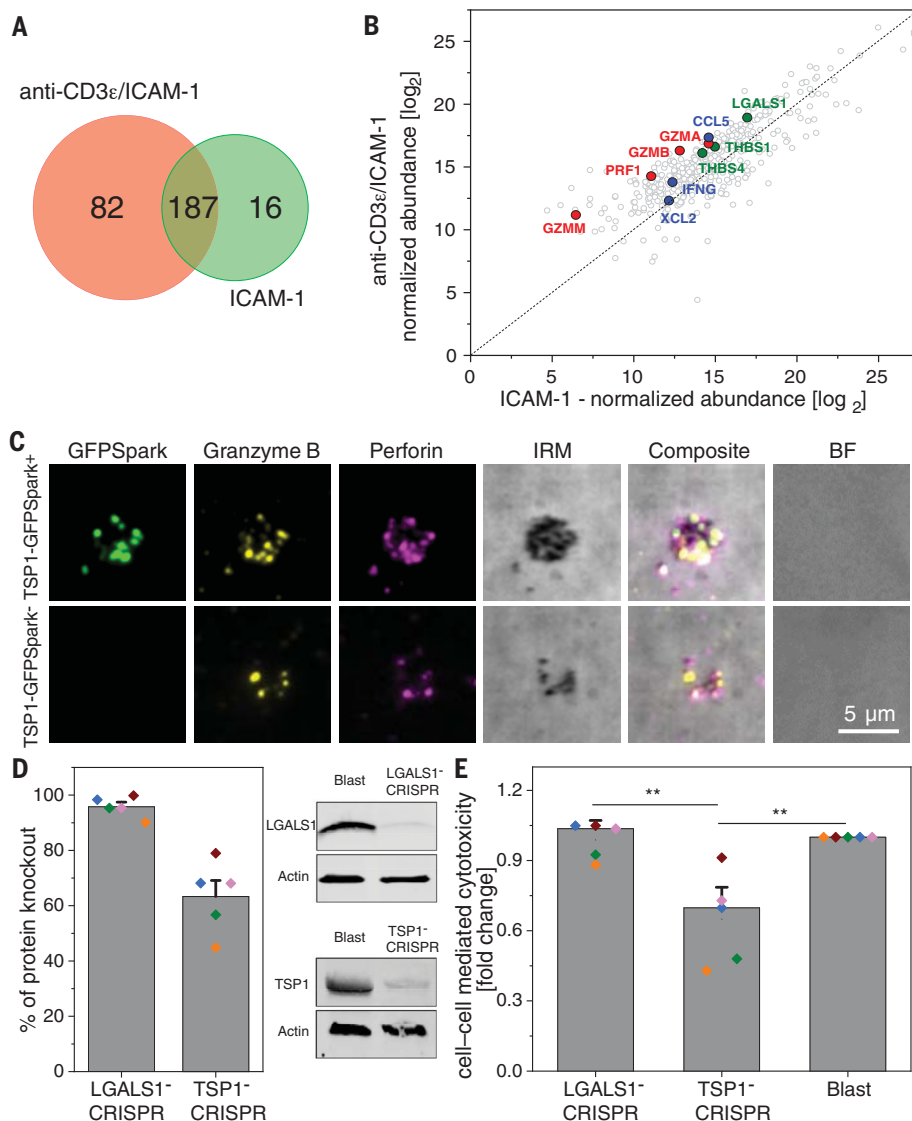 A
anti-CD3ε/ICAM-1
82
187
16
ICAM-1
B
anti-CD3ε/ICAM-1
normalized abundance [log2]
25
20
15
10
5
0
0
5
10
15
20
25
ICAM-1 - normalized abundance [log 2]
LGALS1
CCL5
GZMA
THBS1
GZMB
THBS4
PRF1
IFNG
XCL2
GZMM
C
GFPSpark
Granzyme B
Perforin
IRM
Composite
BF
TSP1-GFPSpark+
TSP1-GFPSpark-
5 µm
D
% of protein knockout
100
80
60
40
20
0
LGALS1-
CRISPR
TSP1-
CRISPR
Blast
LGALS1-
CRISPR
LGALS1
Actin
Blast
TSP1-
CRISPR
TSP1
Actin
E
cell–cell mediated cytotoxicity
[fold change]
1.2
0.9
0.6
0.3
0.0
**
**
LGALS1-
CRISPR
TSP1-
CRISPR
Blast